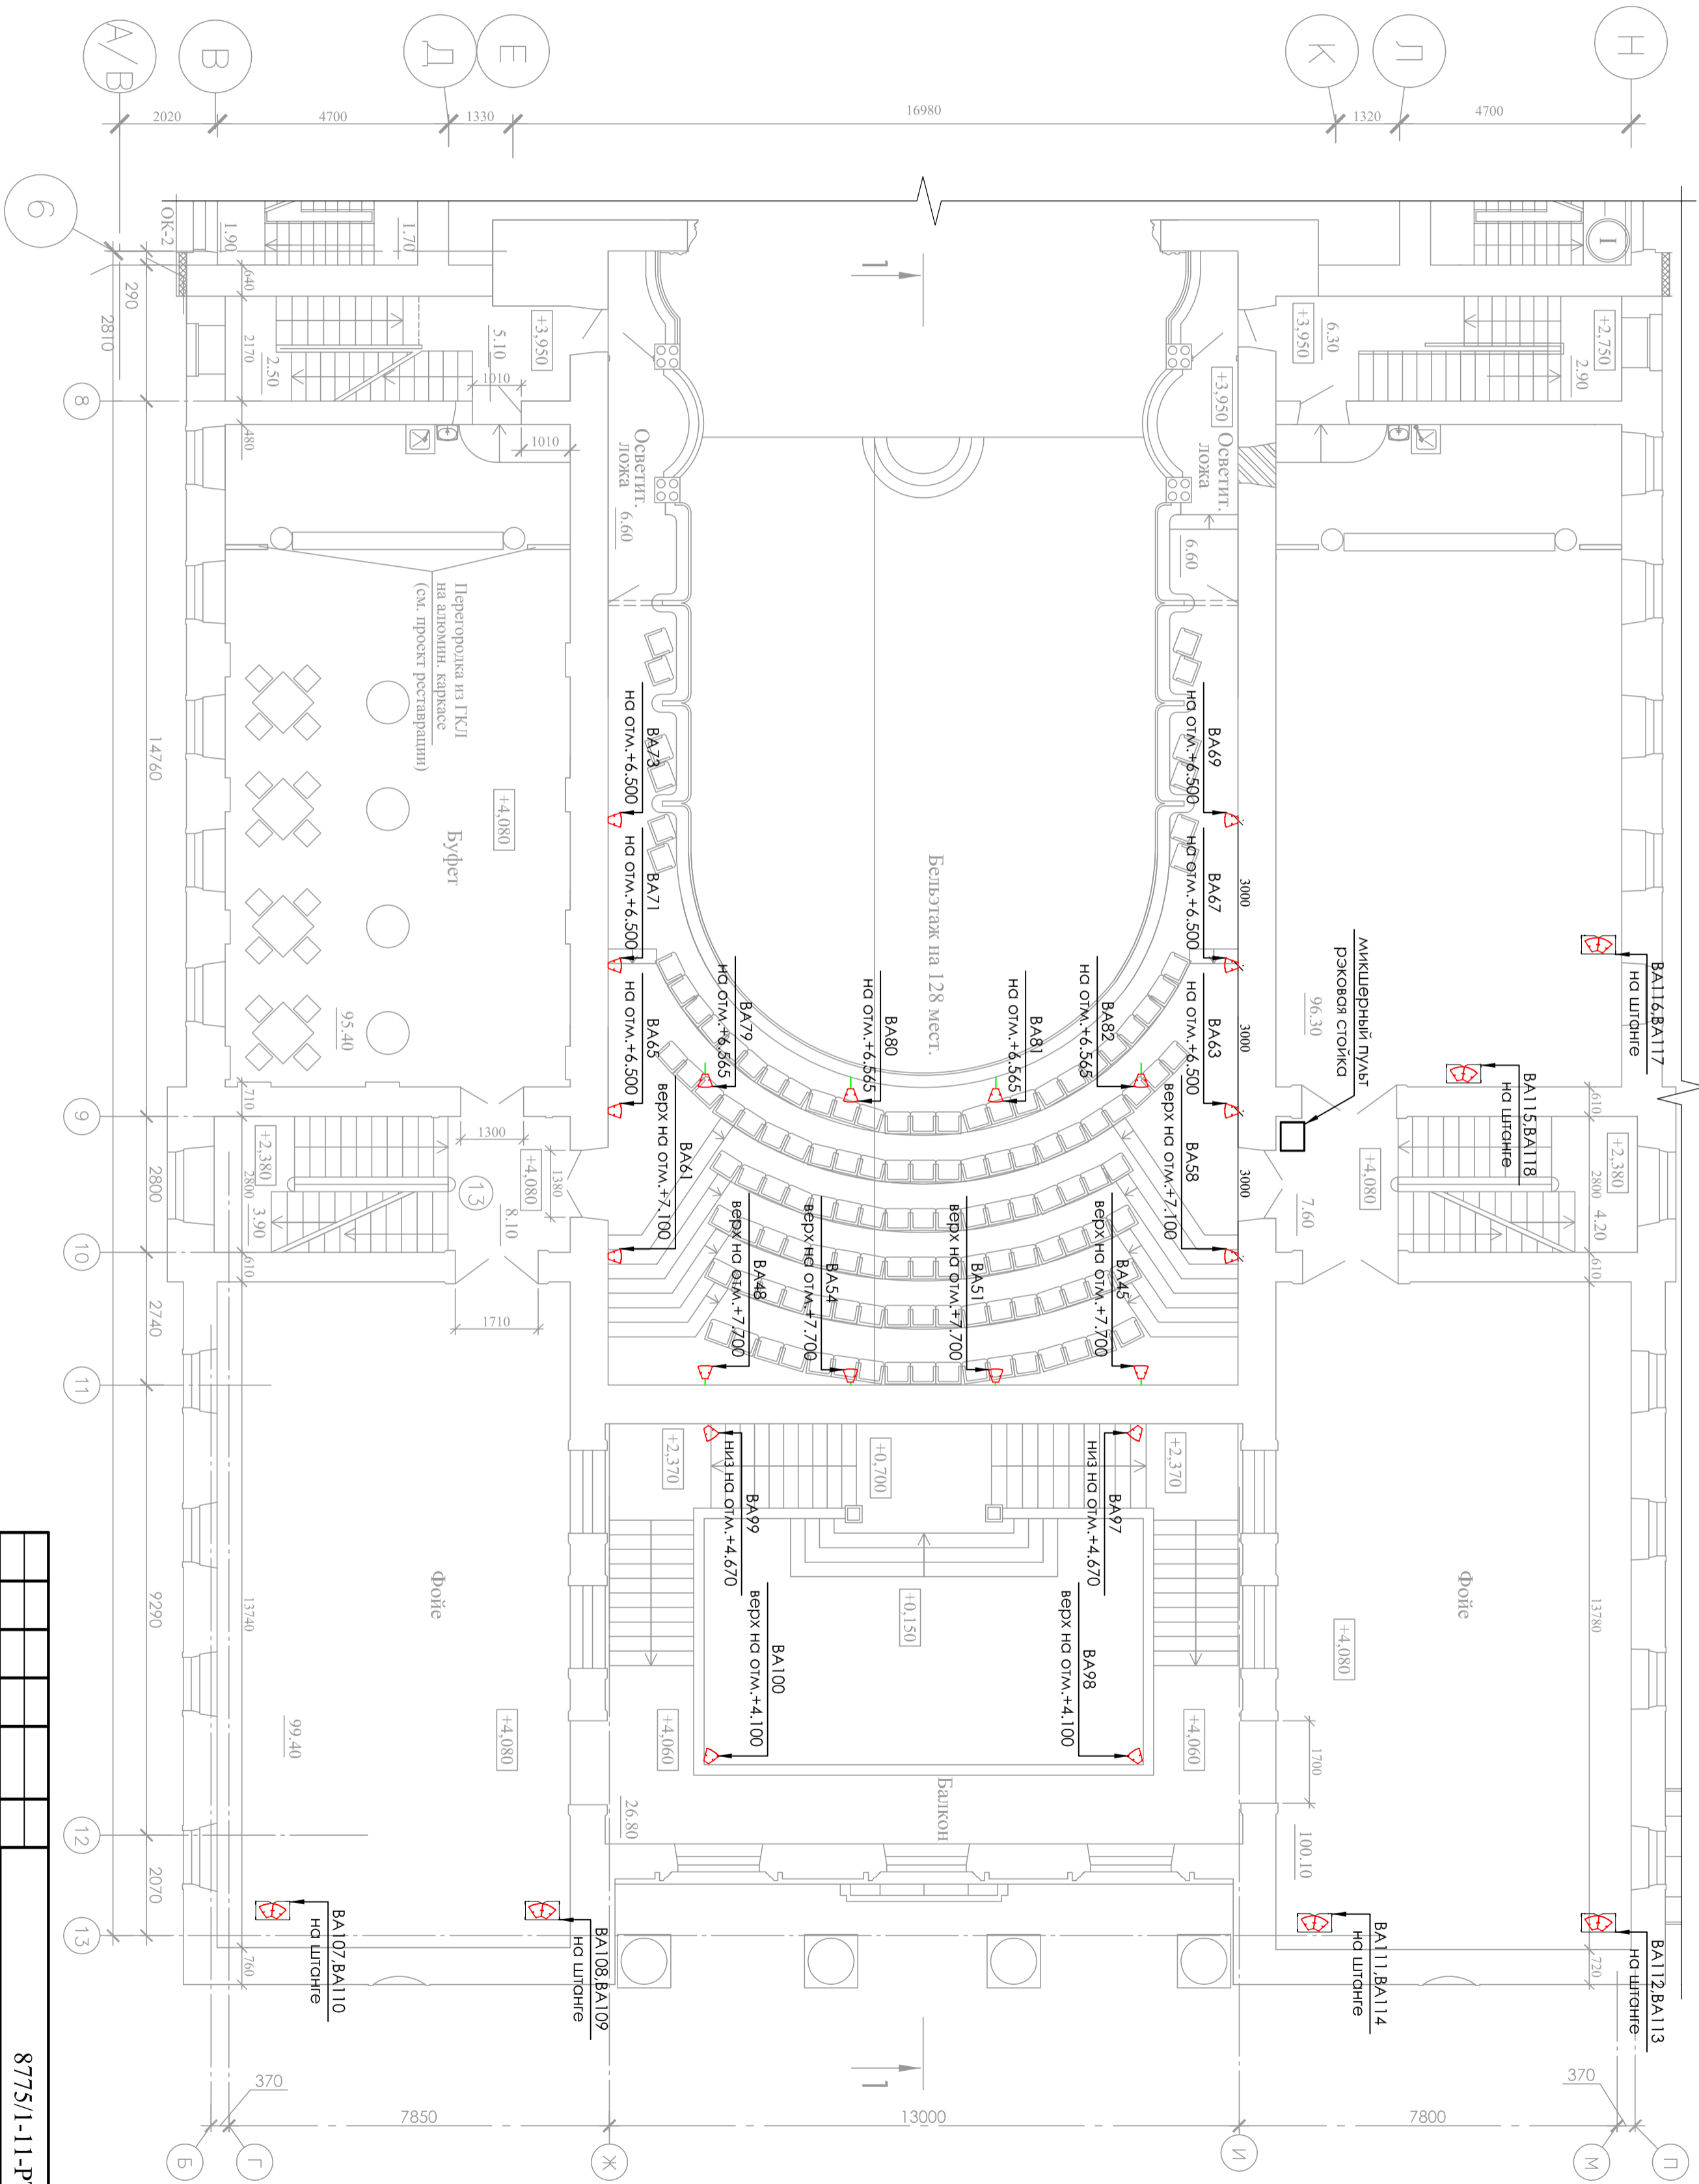 А/В
В
Д
Е
К
Л
Н
2020
4700
1330
16980
1320
4700
6
ОК-2
1.90
1.70
1
I
290
2810
640
2170
2.50
5.10
+3,950
1010
1010
+3,950
6.30
+2,750
2.90
+3,950
8
480
Осветит.
ложа
6.60
Осветит.
ложа
6.60
Перегородка из ГКЛ
на алюмин. каркасе
(см. проект реставрации)
14760
+4,080
Буфет
95.40
Бельэтаж на 128 мест.
96.30
ВА73
на отм.+6.500
ВА71
на отм.+6.500
ВА65
на отм.+6.500
ВА61
верх на отм.+7.100
ВА69
на отм.+6.500
ВА67
на отм.+6.500
ВА63
на отм.+6.500
ВА58
верх на отм.+7.100
3000
3000
3000
ВА79
на отм.+6.565
ВА80
на отм.+6.565
ВА81
на отм.+6.565
ВА82
на отм.+6.565
микшерный пульт
рэковая стойка
ВА116,ВА117
на штанге
ВА115,ВА118
на штанге
9
710
1300
1380
+2,380
+4,080
2800
2800
3.90
13
8.10
10
610
2740
1710
610
+2,380
+4,080
2800
4.20
7.60
610
ВА48
верх на отм.+7.700
ВА54
верх на отм.+7.700
ВА51
верх на отм.+7.700
ВА45
верх на отм.+7.700
11
+2,370
+0,700
+2,370
ВА99
низ на отм.+4.670
ВА97
низ на отм.+4.670
+0,150
ВА100
верх на отм.+4.100
ВА98
верх на отм.+4.100
9290
13740
Фойе
Фойе
13780
+4,080
+4,080
99.40
+4,060
+4,060
1700
100.10
Балкон
26.80
12
2070
13
760
720
ВА107,ВА110
на штанге
ВА108,ВА109
на штанге
ВА111,ВА114
на штанге
ВА112,ВА113
на штанге
1
370
7850
13000
7800
370
Б
Г
Ж
И
М
П
8775/1-11-Р